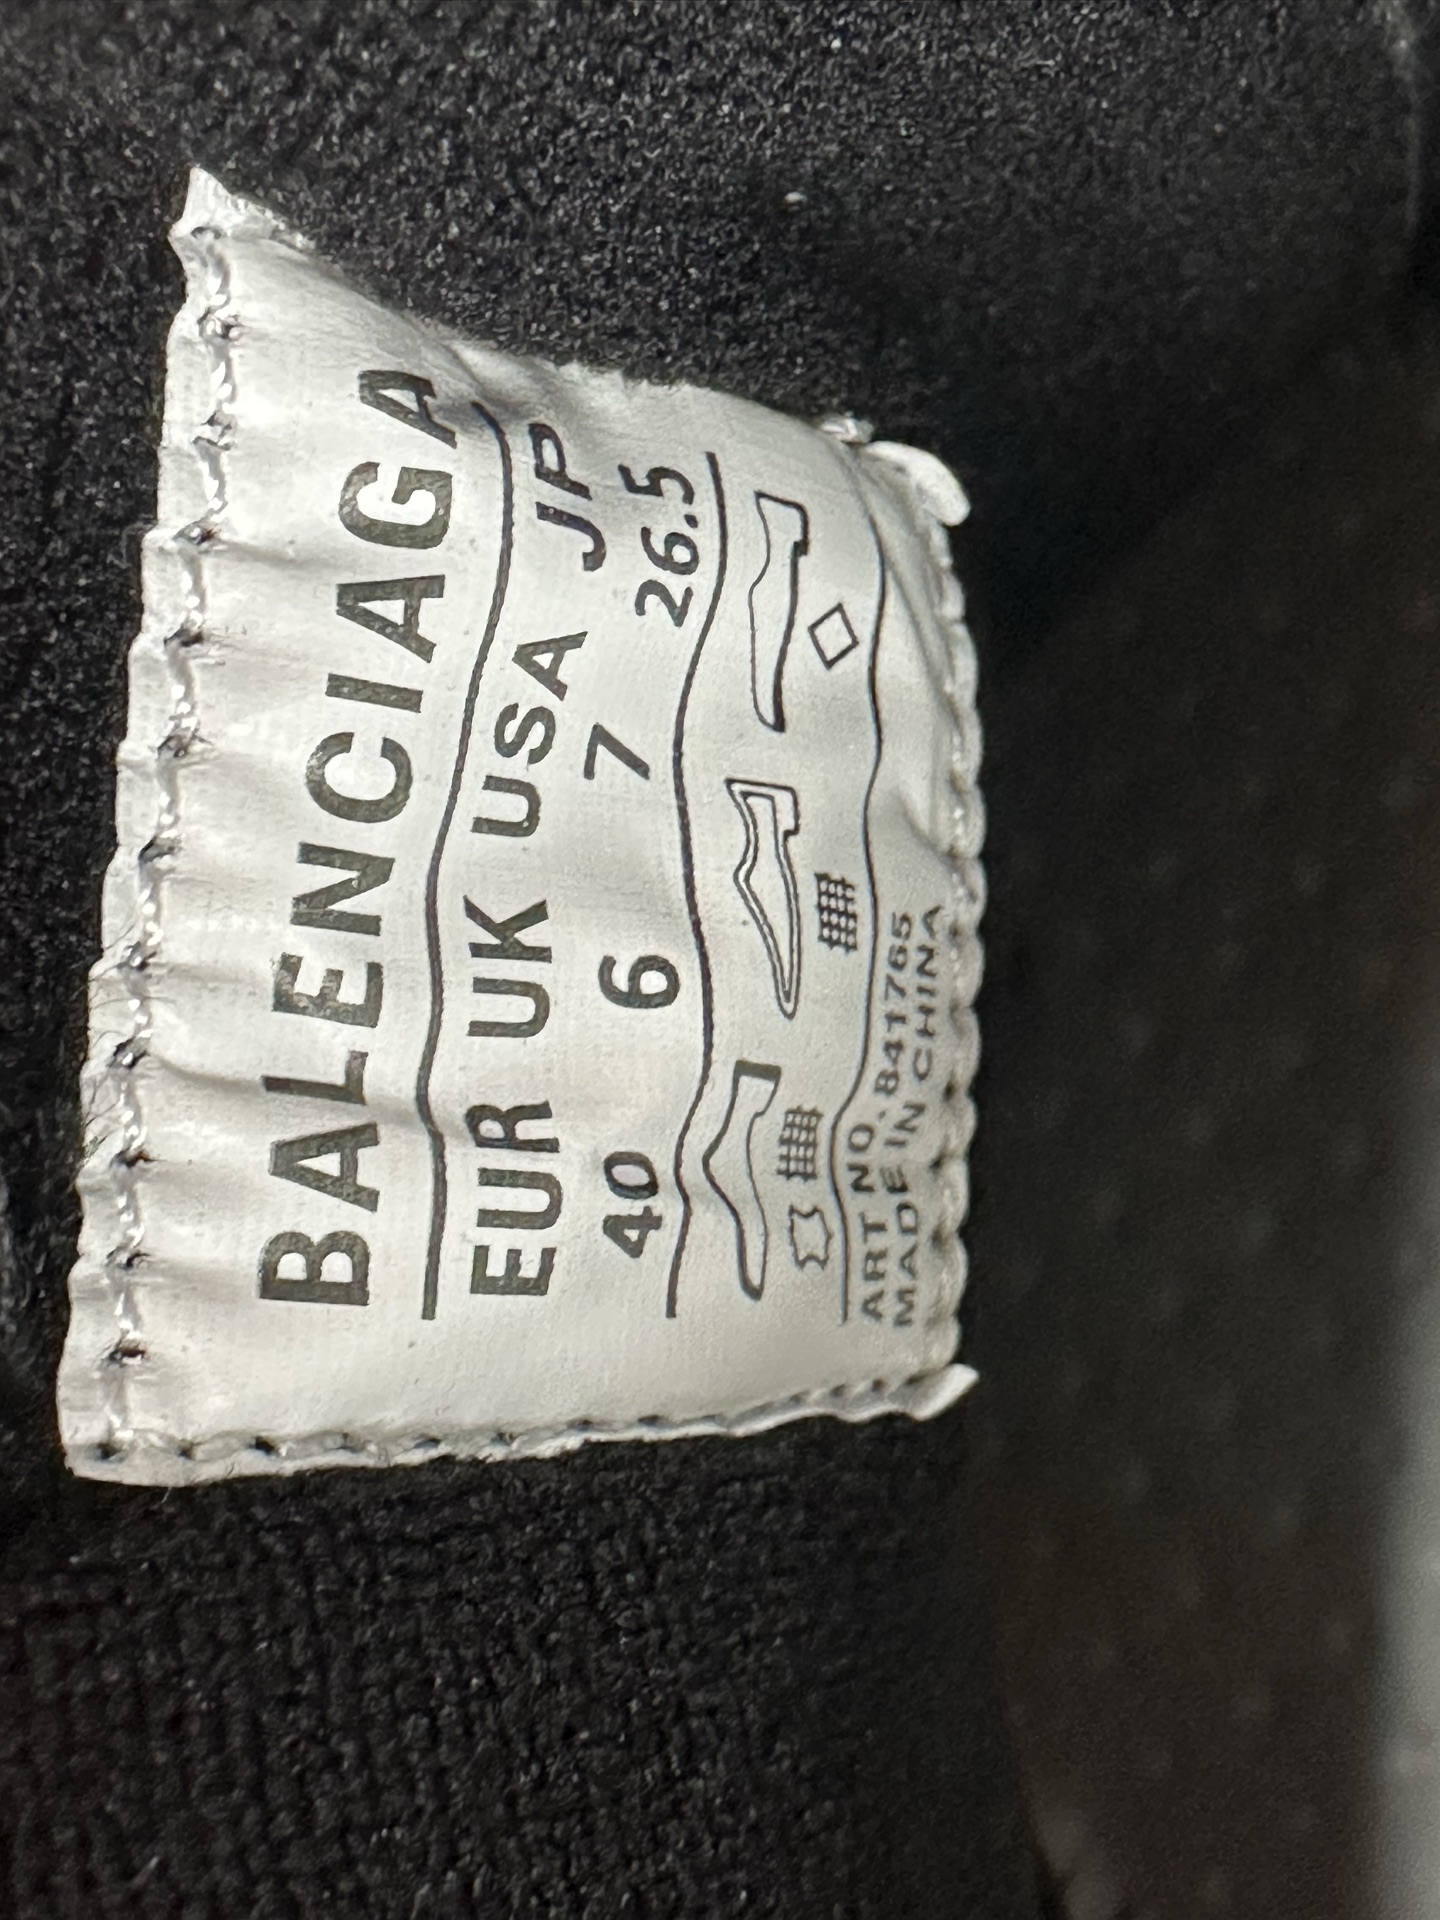 BALENCIAGA
EUR UK USA JP
40 6 7 26.5
ART NO. 841765
MADE IN CHINA